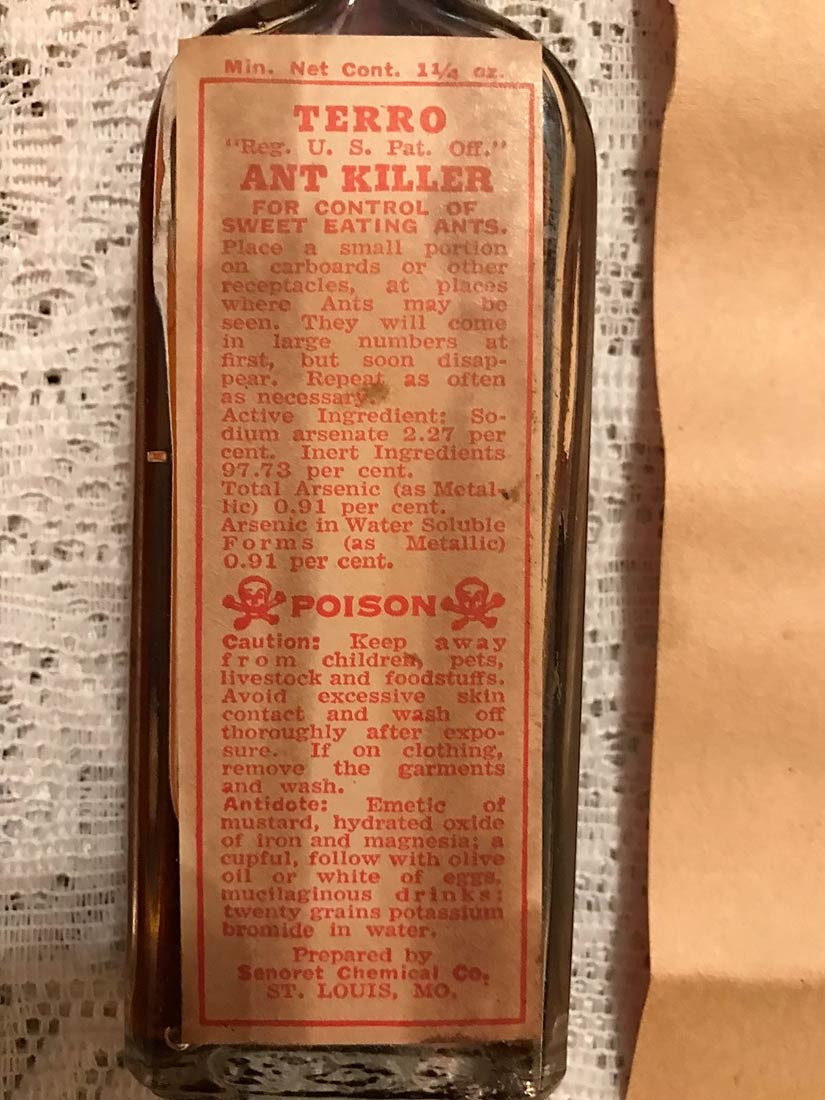 Min. Net Cont. 1 1/4 oz.
TERRO
"Reg. U. S. Pat. Off."
ANT KILLER
FOR CONTROL OF
SWEET EATING ANTS.
Place a small portion
on carboards or other
receptacles, at places
where Ants may be
seen. They will come
in large numbers at
first, but soon disap-
pear. Repeat as often
as necessary.
Active Ingredient: So-
dium arsenate 2.27 per
cent. Inert Ingredients
97.73 per cent.
Total Arsenic (as Metal-
lic) 0.91 per cent.
Arsenic in Water Soluble
Forms (as Metallic)
0.91 per cent.
POISON
Caution: Keep away
from children, pets,
livestock and foodstuffs.
Avoid excessive skin
contact and wash off
thoroughly after expo-
sure. If on clothing,
remove the garments
and wash.
Antidote: Emetic of
mustard, hydrated oxide
of iron and magnesia; a
cupful, follow with olive
oil or white of eggs,
mucilaginous drinks;
twenty grains potassium
bromide in water.
Prepared by
Senoret Chemical Co.
ST. LOUIS, MO.